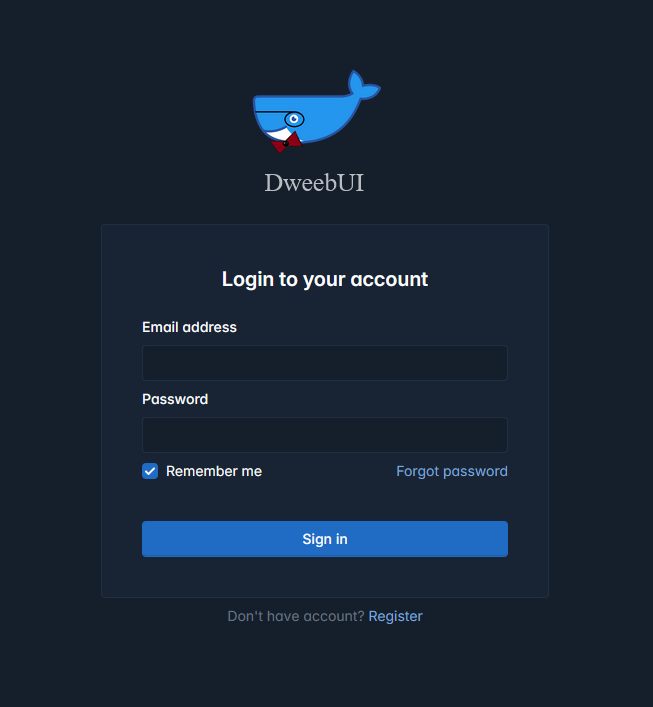 DweebUI
Login to your account
Email address
Password
Remember me
Forgot password
Sign in
Don't have account? Register